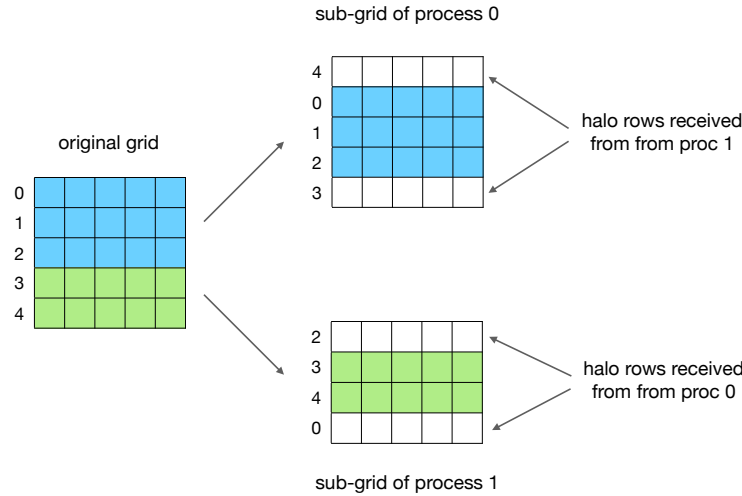 sub-grid of process 0
4
0
1
2
3
halo rows received
from from proc 1
original grid
0
1
2
3
4
2
3
4
0
halo rows received
from from proc 0
sub-grid of process 1